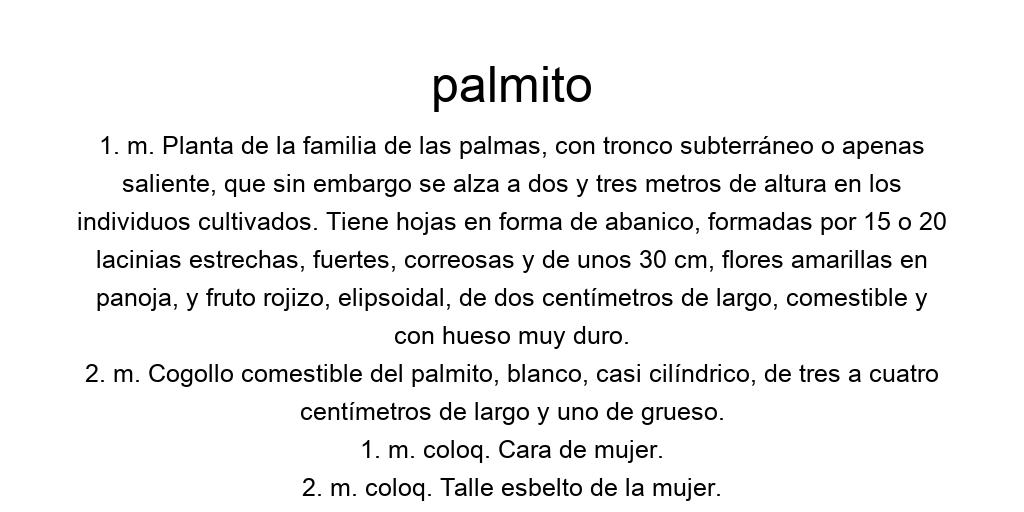 palmito
1. m. Planta de la familia de las palmas, con tronco subterráneo o apenas
saliente, que sin embargo se alza a dos y tres metros de altura en los
individuos cultivados. Tiene hojas en forma de abanico, formadas por 15 o 20
lacinias estrechas, fuertes, correosas y de unos 30 cm, flores amarillas en
panoja, y fruto rojizo, elipsoidal, de dos centímetros de largo, comestible y
con hueso muy duro.
2. m. Cogollo comestible del palmito, blanco, casi cilíndrico, de tres a cuatro
centímetros de largo y uno de grueso.
1. m. coloq. Cara de mujer.
2. m. coloq. Talle esbelto de la mujer.